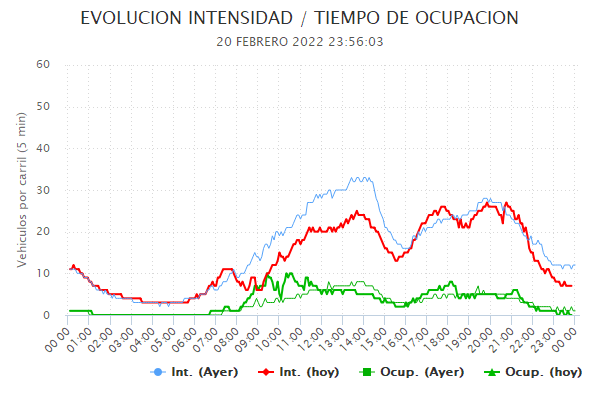 EVOLUCION INTENSIDAD / TIEMPO DE OCUPACION
20 FEBRERO 2022 23:56:03
Vehiculos por carril (5 min)
60
50
40
30
20
10
0
00:00 01:00 02:00 03:00 04:00 05:00 06:00 07:00 08:00 09:00 10:00 11:00 12:00 13:00 14:00 15:00 16:00 17:00 18:00 19:00 20:00 21:00 22:00 23:00 00:00
Int. (Ayer) Int. (hoy) Ocup. (Ayer) Ocup. (hoy)